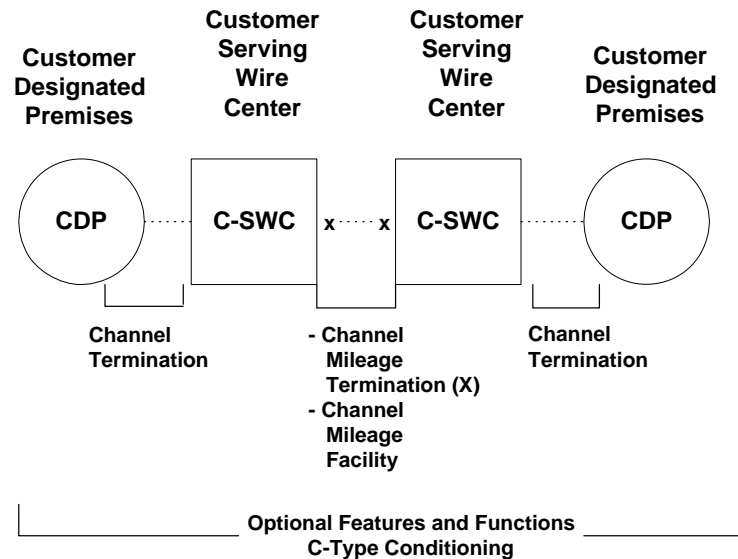 Customer
Designated
Premises
Customer
Serving
Wire
Center
Customer
Serving
Wire
Center
Customer
Designated
Premises
CDP
C-SWC
x
x
C-SWC
CDP
Channel
Termination
- Channel
Mileage
Termination (X)
- Channel
Mileage
Facility
Channel
Termination
Optional Features and Functions
C-Type Conditioning